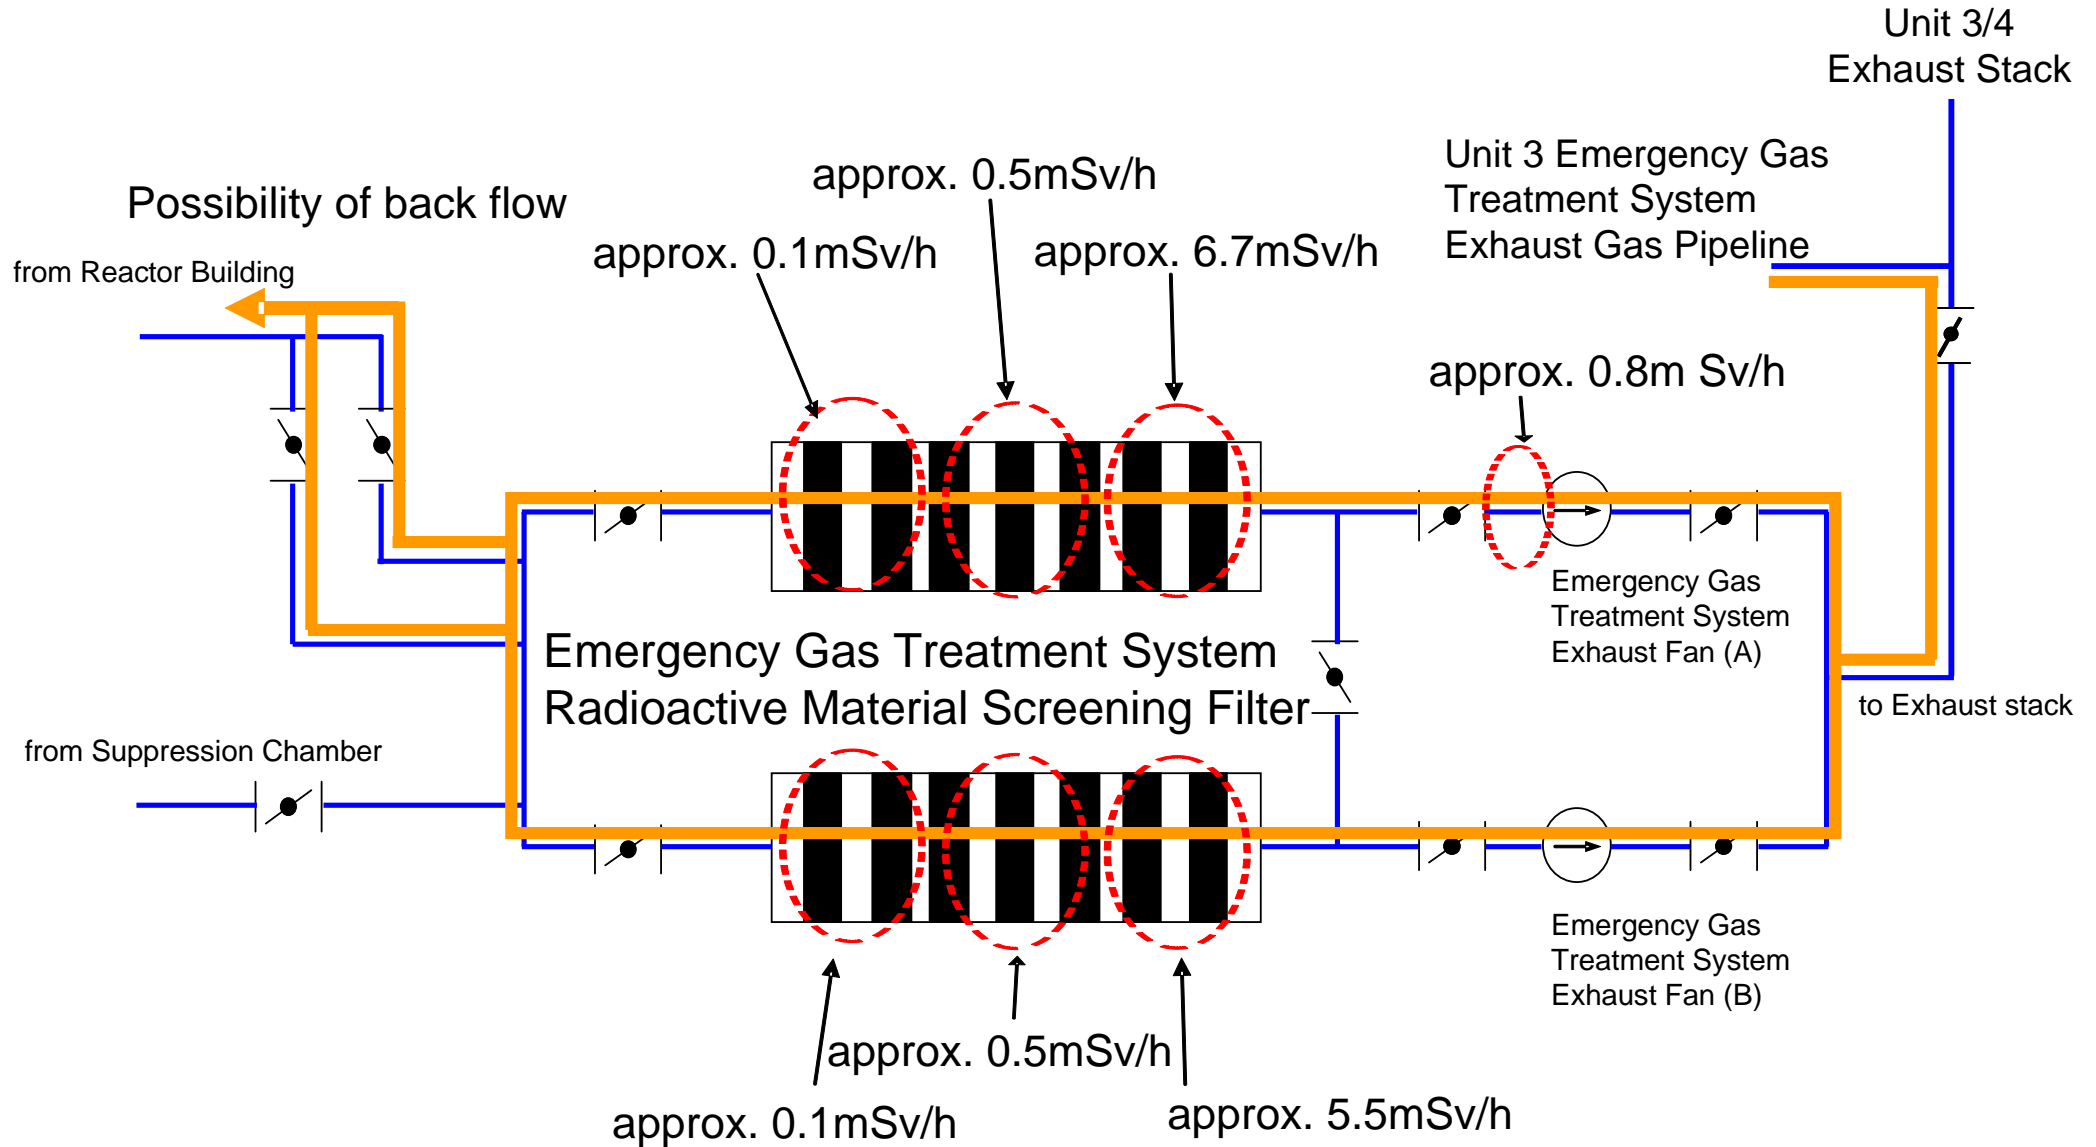 Unit 3/4
Exhaust Stack
Unit 3 Emergency Gas
Treatment System
Exhaust Gas Pipeline
approx. 0.5mSv/h
Possibility of back flow
approx. 0.1mSv/h
approx. 6.7mSv/h
from Reactor Building
approx. 0.8m Sv/h
Emergency Gas
Treatment System
Exhaust Fan (A)
Emergency Gas Treatment System
Radioactive Material Screening Filter
to Exhaust stack
from Suppression Chamber
Emergency Gas
Treatment System
Exhaust Fan (B)
approx. 0.5mSv/h
approx. 0.1mSv/h
approx. 5.5mSv/h